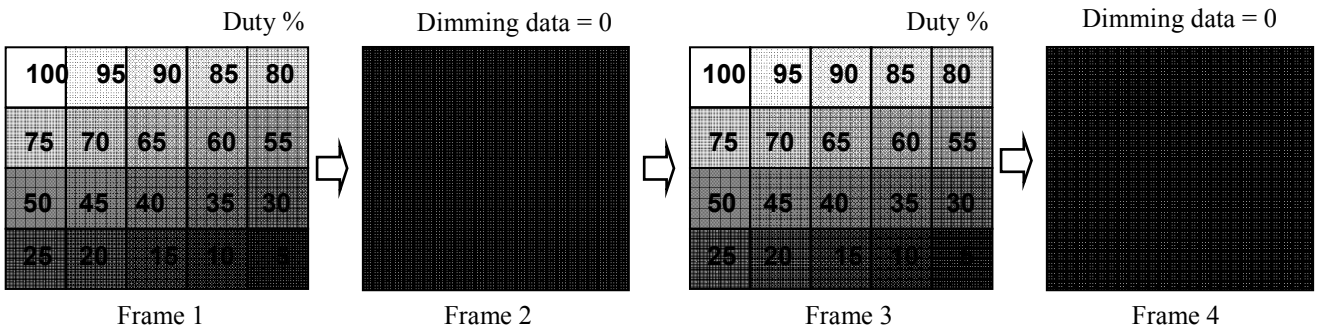 Duty %
Dimming data = 0
Duty %
Dimming data = 0
100 95 90 85 80
75 70 65 60 55
50 45 40 35 30
25 20 15 10 5
100 95 90 85 80
75 70 65 60 55
50 45 40 35 30
25 20 15 10
Frame 1
Frame 2
Frame 3
Frame 4